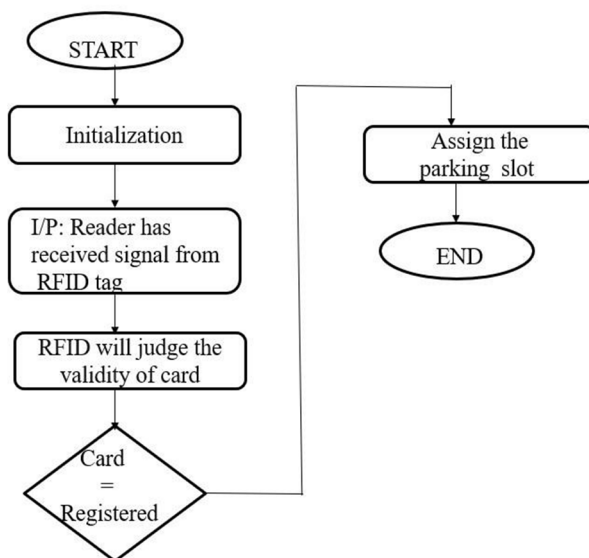 START
Initialization
I/P: Reader has
received signal from
RFID tag
RFID will judge the
validity of card
Card
=
Registered
Assign the
parking slot
END